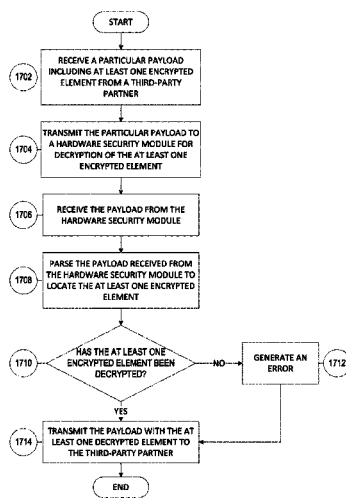 START
1702
RECEIVE A PARTICULAR PAYLOAD
INCLUDING AT LEAST ONE ENCRYPTED
ELEMENT FROM A THIRD-PARTY
PARTNER
1704
TRANSMIT THE PARTICULAR PAYLOAD TO
A HARDWARE SECURITY MODULE FOR
DECRYPTION OF THE AT LEAST ONE
ENCRYPTED ELEMENT
1706
RECEIVE THE PAYLOAD FROM THE
HARDWARE SECURITY MODULE
1708
PARSE THE PAYLOAD RECEIVED FROM
THE HARDWARE SECURITY MODULE TO
LOCATE THE AT LEAST ONE ENCRYPTED
ELEMENT
1710
HAS THE AT LEAST ONE
ENCRYPTED ELEMENT BEEN
DECRYPTED?
NO
GENERATE AN
ERROR
1712
YES
1714
TRANSMIT THE PAYLOAD WITH THE AT
LEAST ONE DECRYPTED ELEMENT TO
THE THIRD-PARTY PARTNER
END